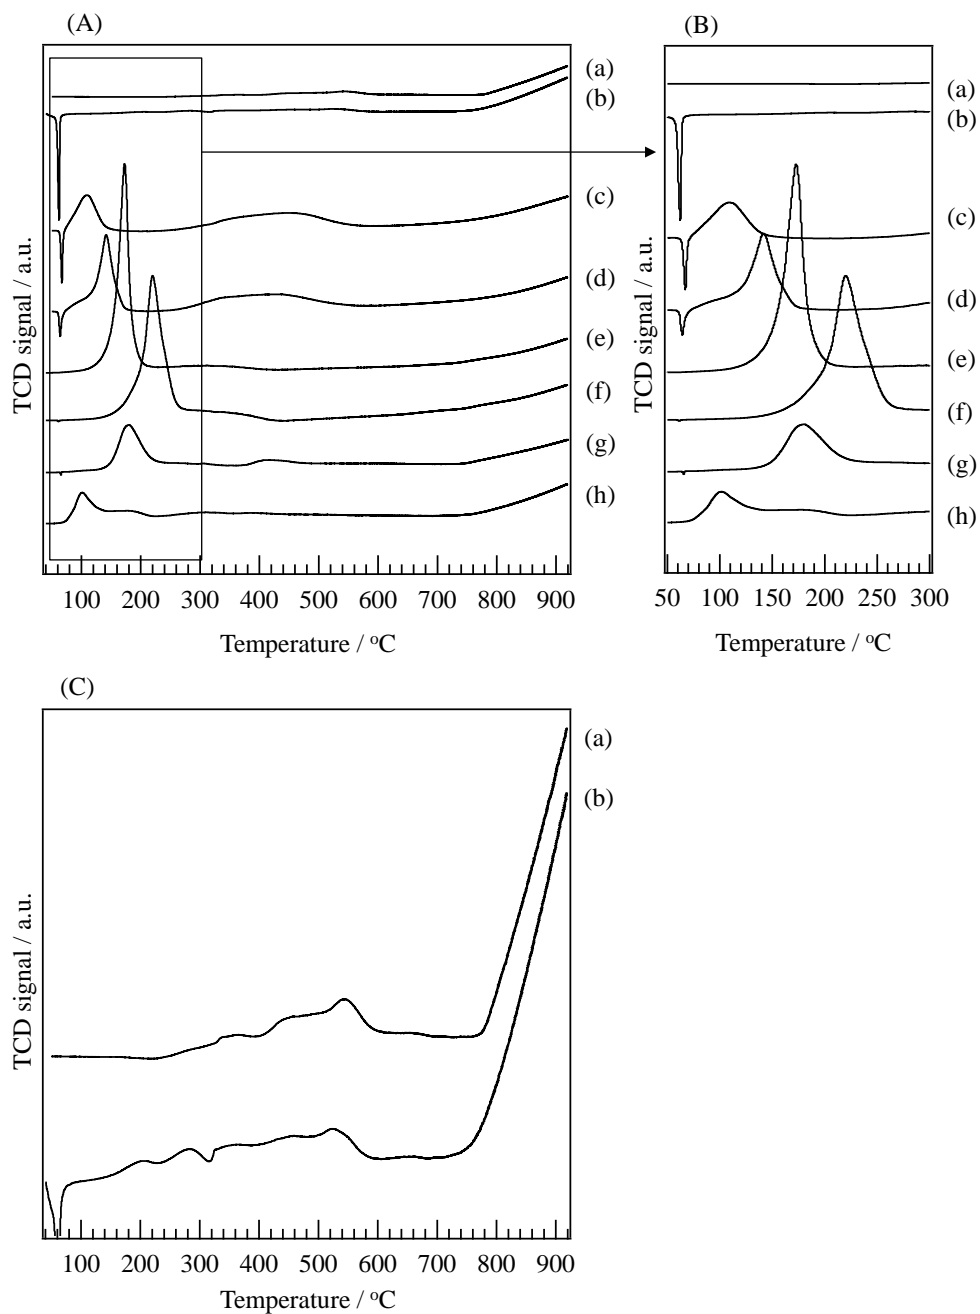 (A)
(B)
(a)
(b)
(c)
(d)
(e)
(f)
(g)
(h)
TCD signal / a.u.
100 200 300 400 500 600 700 800 900
Temperature / °C
(a)
(b)
(c)
(d)
(e)
(f)
(g)
(h)
TCD signal / a.u.
50 100 150 200 250 300
Temperature / °C
(C)
(a)
(b)
TCD signal / a.u.
100 200 300 400 500 600 700 800 900
Temperature / °C